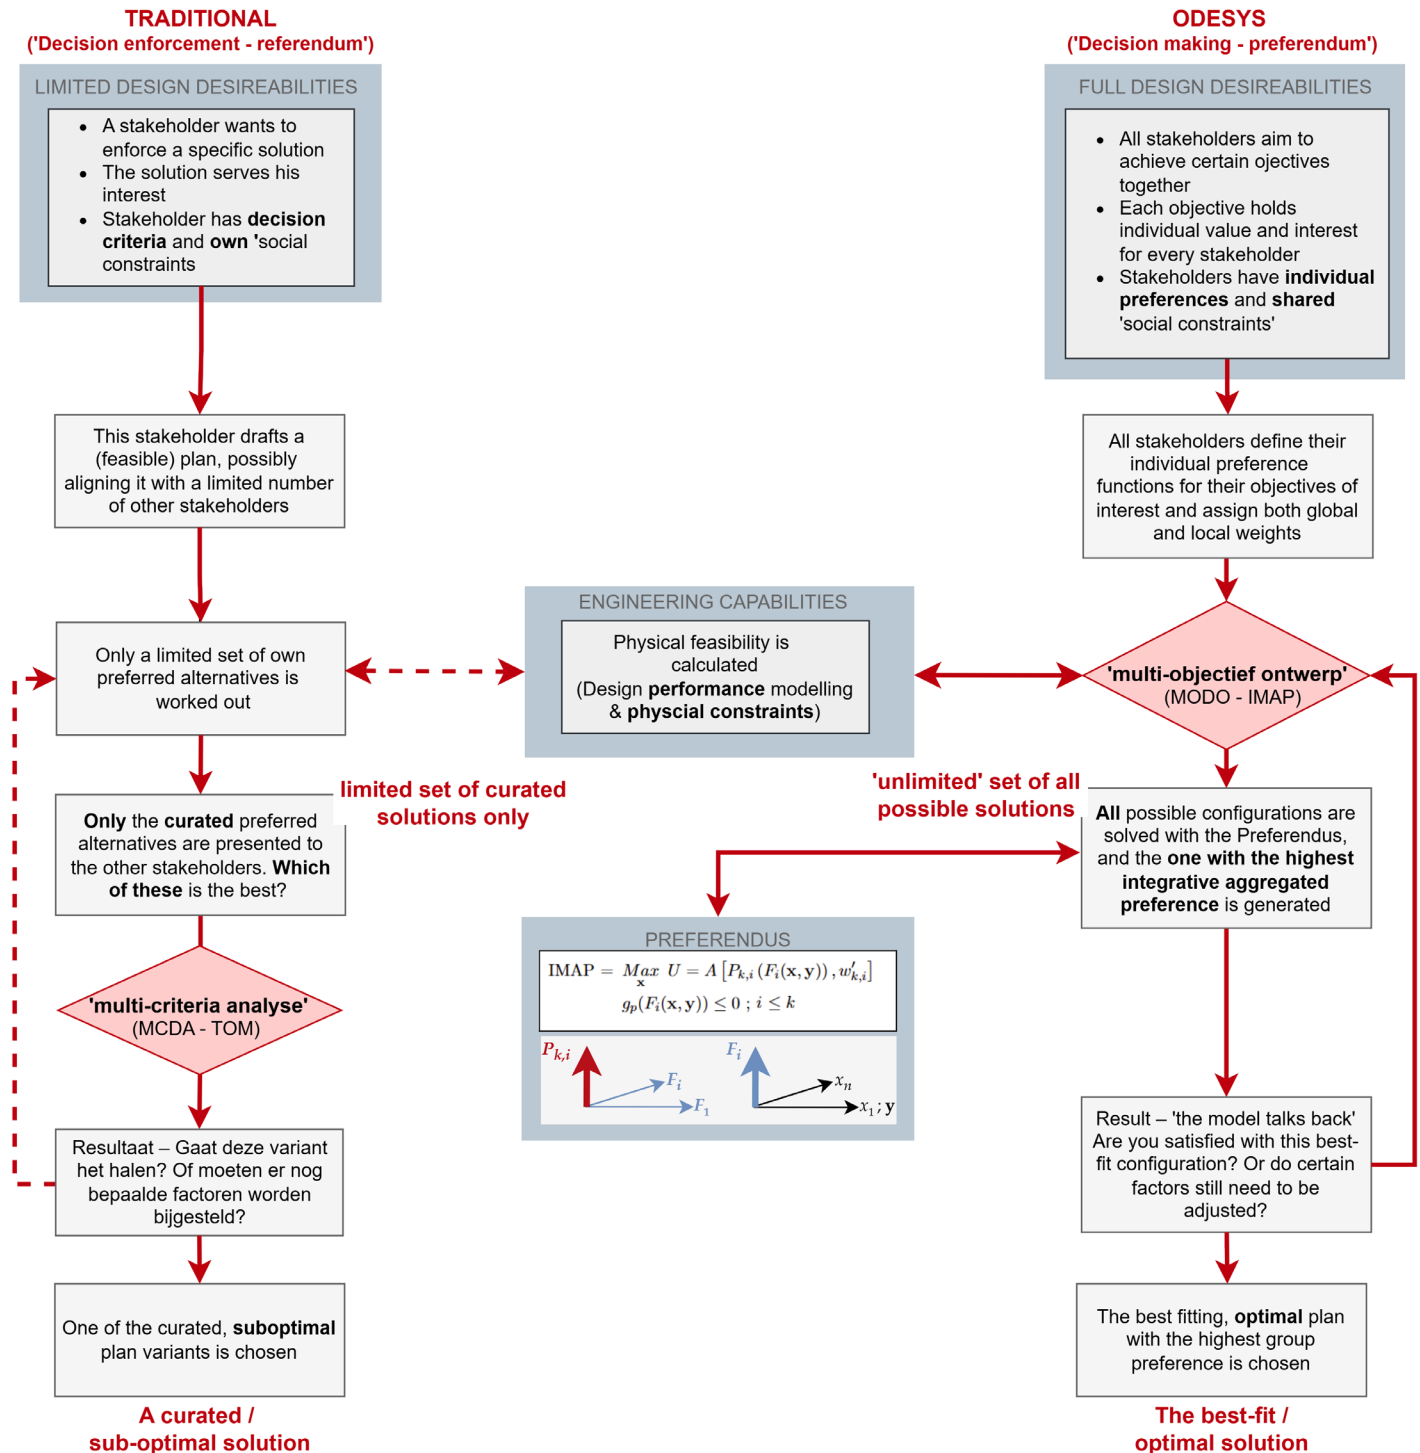 TRADITIONAL
('Decision enforcement - referendum')
LIMITED DESIGN DESIREABILITIES
• A stakeholder wants to
enforce a specific solution
• The solution serves his
interest
• Stakeholder has decision
criteria and own 'social
constraints
This stakeholder drafts a
(feasible) plan, possibly
aligning it with a limited number
of other stakeholders
Only a limited set of own
preferred alternatives is
worked out
limited set of curated
solutions only
Only the curated preferred
alternatives are presented to
the other stakeholders. Which
of these is the best?
'multi-criteria analyse'
(MCDA - TOM)
Resultaat – Gaat deze variant
het halen? Of moeten er nog
bepaalde factoren worden
bijgesteld?
One of the curated, suboptimal
plan variants is chosen
A curated /
sub-optimal solution
ENGINEERING CAPABILITIES
Physical feasibility is
calculated
(Design performance modelling
& physcial constraints)
PREFERENDUS
IMAP = Max U = A [P_{k,i} (F_i(x, y)) , w'_{k,i}]
x
g_p(F_i(x, y)) ≤ 0 ; i ≤ k
P_{k,i}
F_i
F_1
F_i
x_n
x_1 ; y
ODESYS
('Decision making - preferendum')
FULL DESIGN DESIREABILITIES
• All stakeholders aim to
achieve certain ojectives
together
• Each objective holds
individual value and interest
for every stakeholder
• Stakeholders have individual
preferences and shared
'social constraints'
All stakeholders define their
individual preference
functions for their objectives of
interest and assign both global
and local weights
'multi-objectief ontwerp'
(MODO - IMAP)
'unlimited' set of all
possible solutions
All possible configurations are
solved with the Preferendus,
and the one with the highest
integrative aggregated
preference is generated
Result – 'the model talks back'
Are you satisfied with this best-
fit configuration? Or do certain
factors still need to be
adjusted?
The best fitting, optimal plan
with the highest group
preference is chosen
The best-fit /
optimal solution